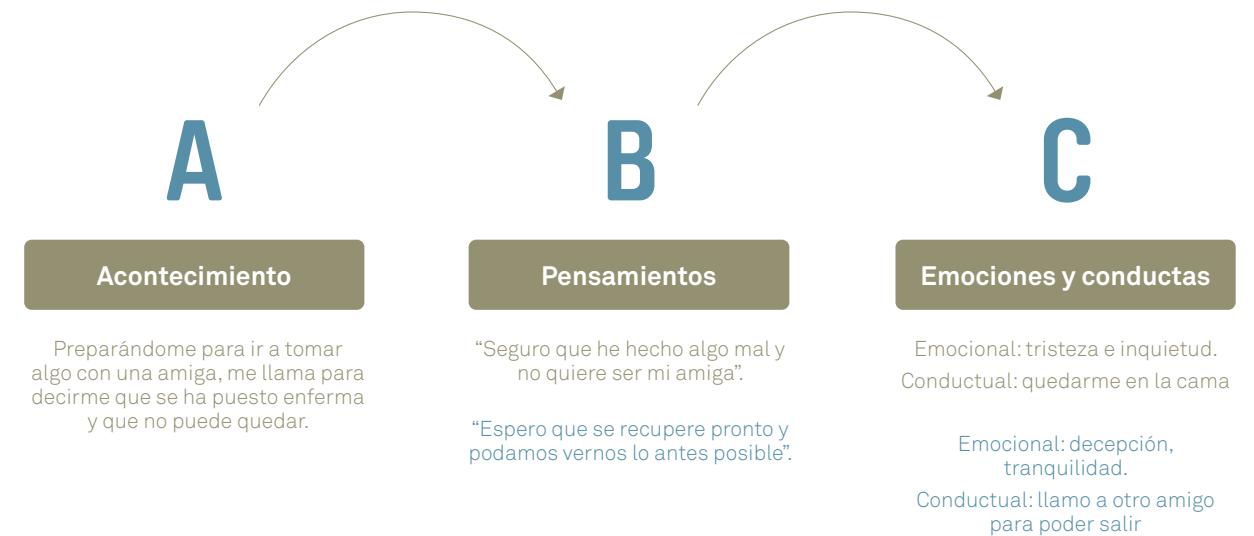 A
B
C
Acontecimiento
Pensamientos
Emociones y conductas
Preparándome para ir a tomar
algo con una amiga, me llama para
decirme que se ha puesto enferma
y que no puede quedar.
“Seguro que he hecho algo mal y
no quiere ser mi amiga”.
“Espero que se recupere pronto y
podamos vernos lo antes posible”.
Emocional: tristeza e inquietud.
Conductual: quedarme en la cama
Emocional: decepción,
tranquilidad.
Conductual: llamo a otro amigo
para poder salir